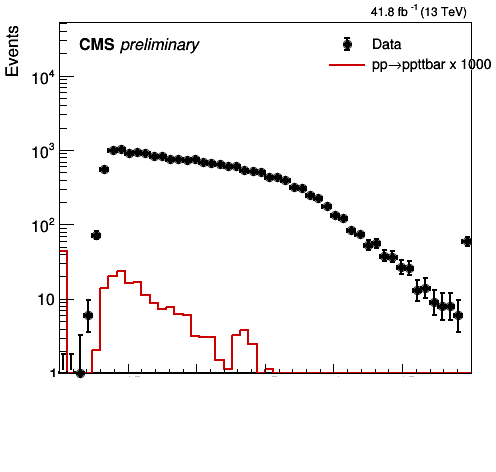 41.8 fb⁻¹ (13 TeV)
Events
CMS preliminary
Data
pp→ppttbar x 1000
10⁴
10³
10²
10
1